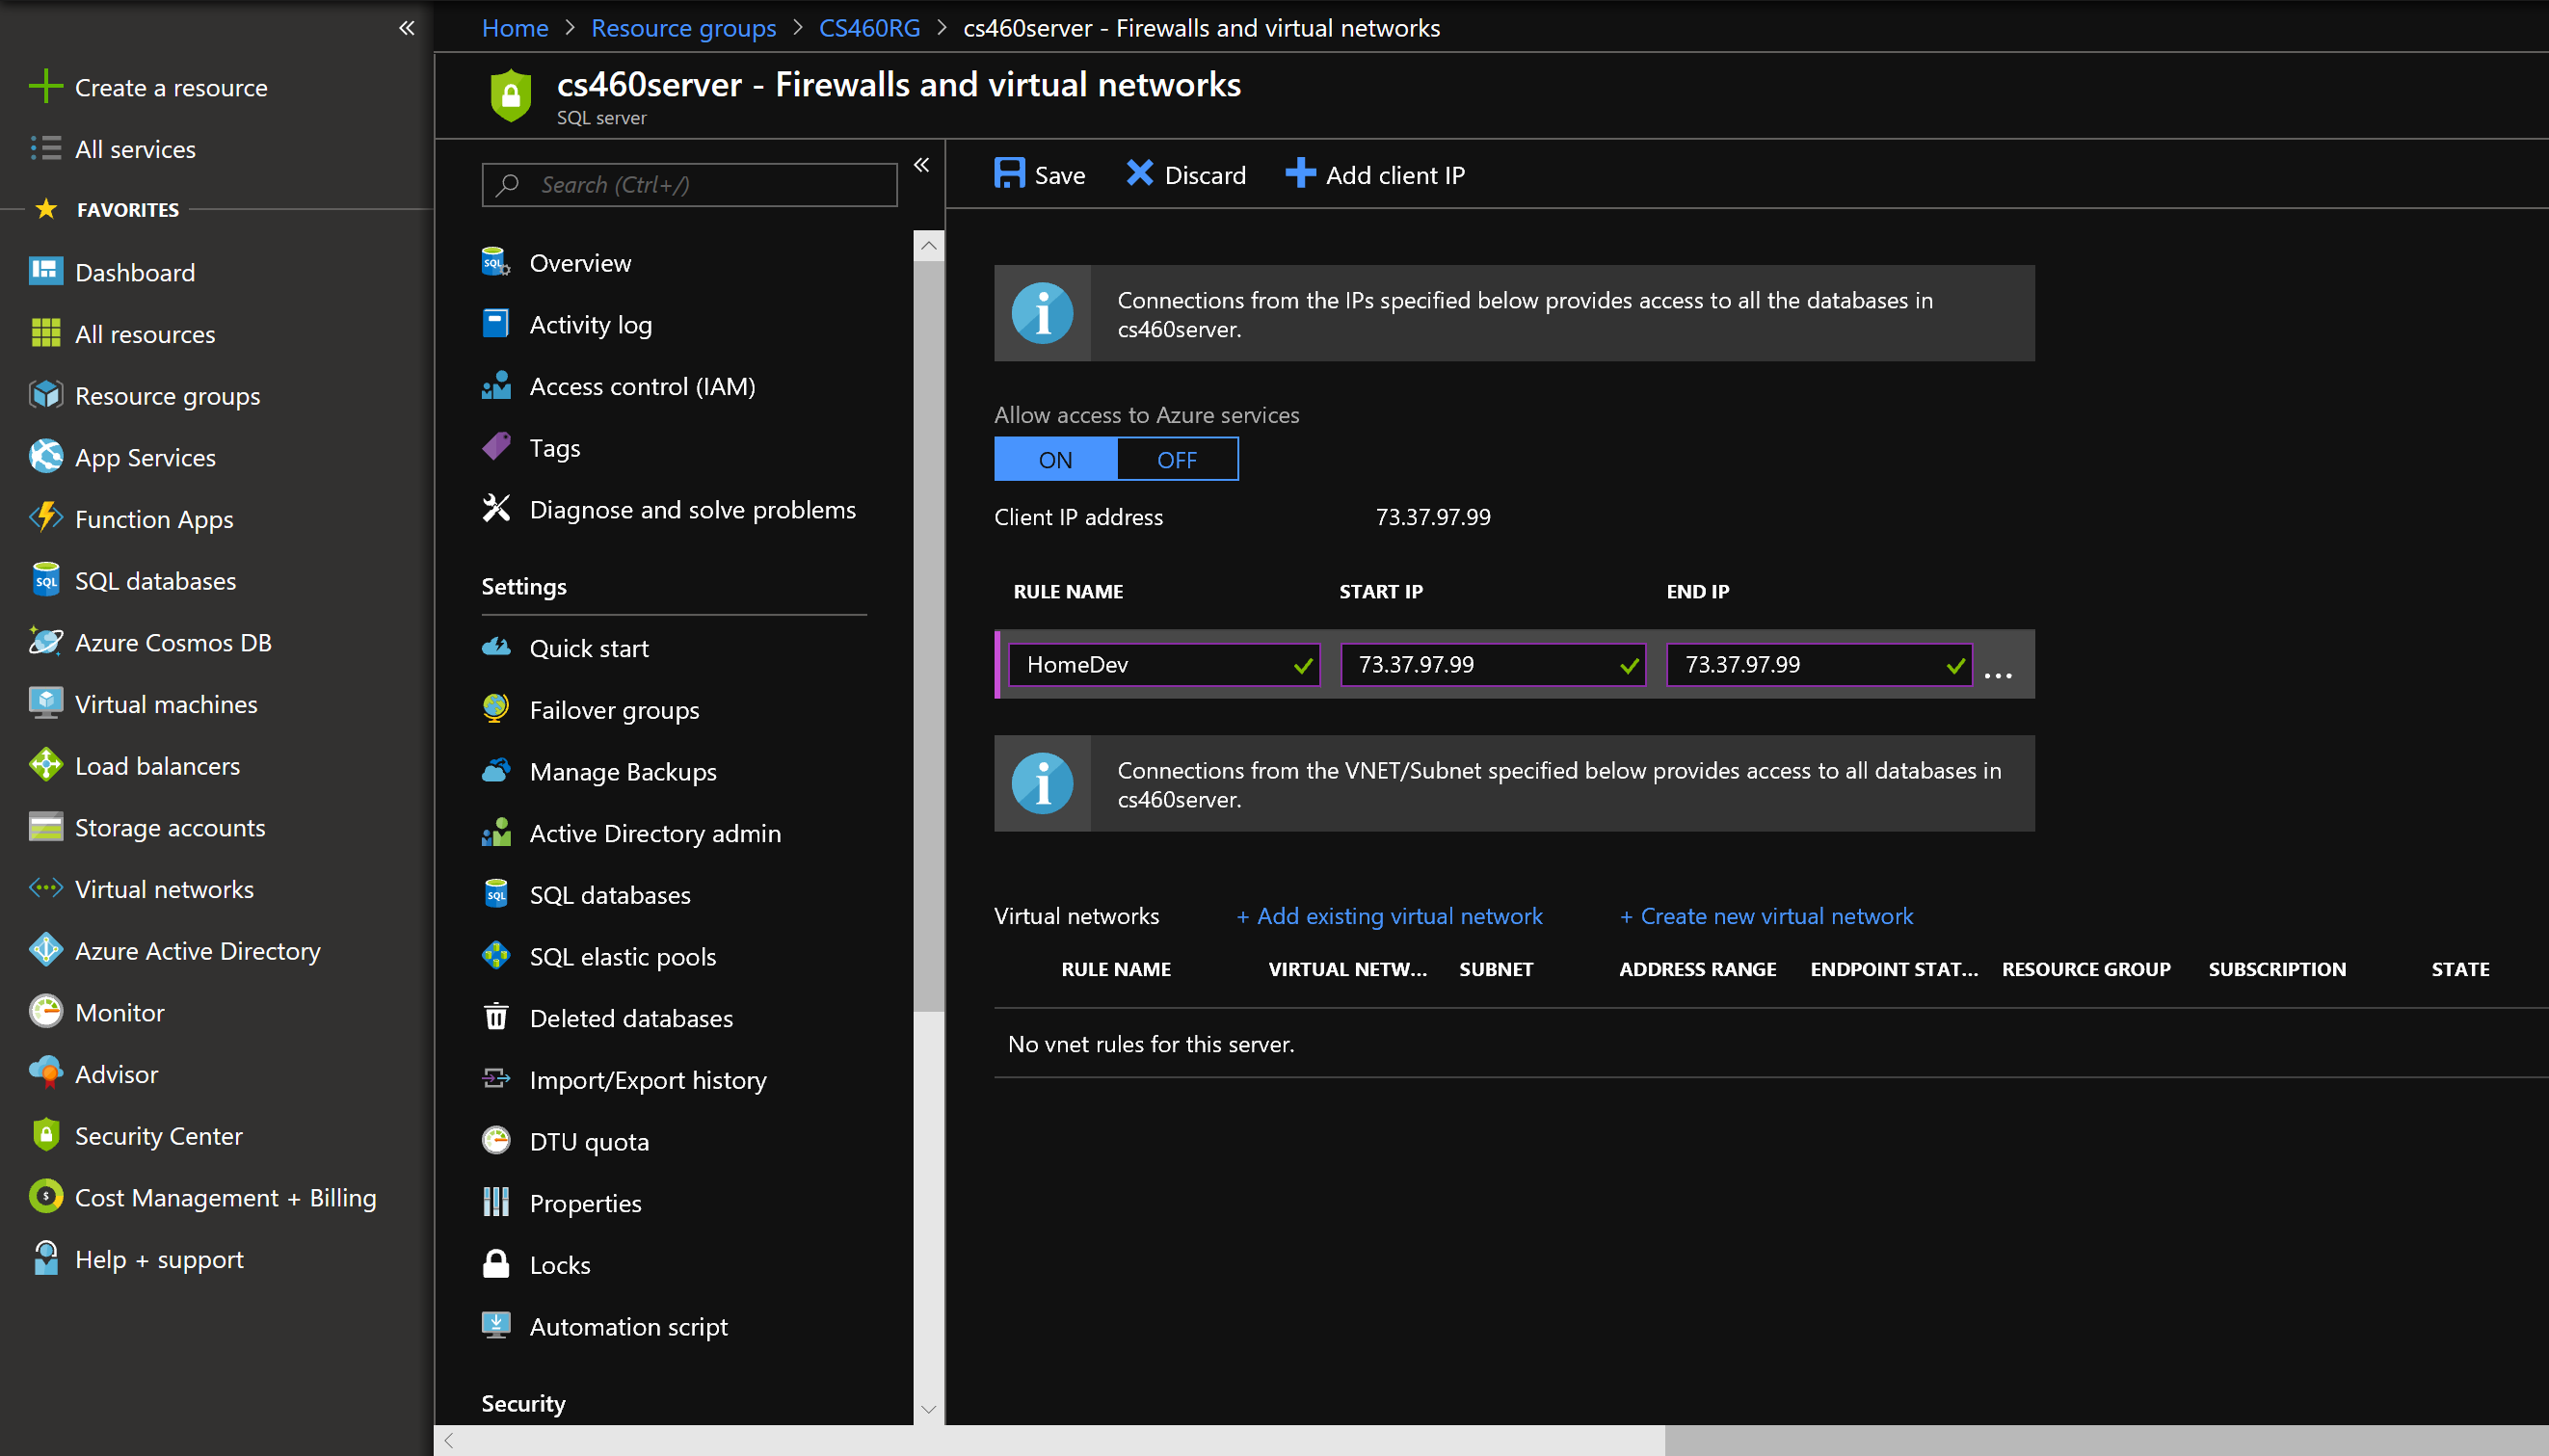 Create a resource
All services
FAVORITES
Dashboard
All resources
Resource groups
App Services
Function Apps
SQL
SQL databases
Azure Cosmos DB
Virtual machines
Load balancers
Storage accounts
Virtual networks
Azure Active Directory
Monitor
Advisor
Security Center
Cost Management + Billing
Help + support
Home > Resource groups > CS460RG > cs460server - Firewalls and virtual networks
cs460server - Firewalls and virtual networks
SQL server
Search (Ctrl+/)
SQL
Overview
Activity log
Access control (IAM)
Tags
Diagnose and solve problems
Settings
Quick start
Failover groups
Manage Backups
Active Directory admin
SQL
SQL databases
SQL elastic pools
Deleted databases
Import/Export history
DTU quota
Properties
Locks
Automation script
Security
Save Discard Add client IP
Connections from the IPs specified below provides access to all the databases in
cs460server.
Allow access to Azure services
ON OFF
Client IP address 73.37.97.99
RULE NAME START IP END IP
HomeDev 73.37.97.99 73.37.97.99 ...
Connections from the VNET/Subnet specified below provides access to all databases in
cs460server.
Virtual networks + Add existing virtual network + Create new virtual network
RULE NAME VIRTUAL NETW... SUBNET ADDRESS RANGE ENDPOINT STAT... RESOURCE GROUP SUBSCRIPTION STATE
No vnet rules for this server.